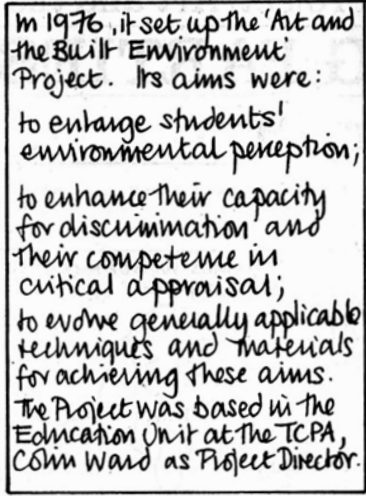 In 1976, it set up the 'Art and
the Built Environment'
Project. Its aims were:
to enlarge students'
environmental perception;
to enhance their capacity
for discrimination and
their competence in
critical appraisal;
to evolve generally applicable
techniques and materials
for achieving these aims.
The Project was based in the
Education Unit at the TCPA,
Colin Ward as Project Director.